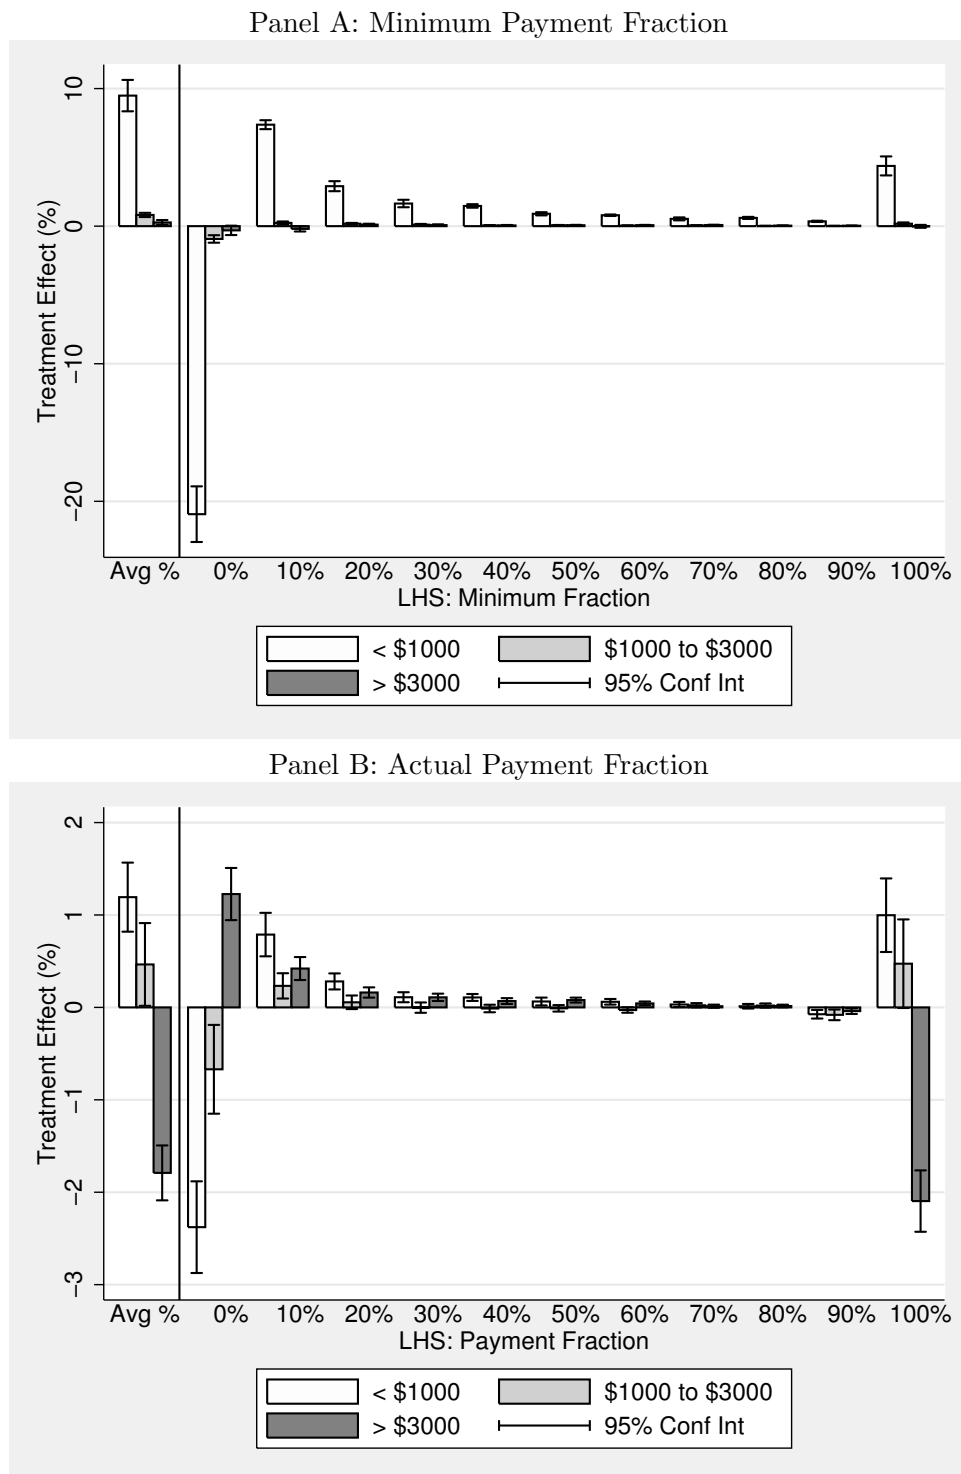 Panel A: Minimum Payment Fraction
Treatment Effect (%)
10
0
−10
−20
Avg % 0% 10% 20% 30% 40% 50% 60% 70% 80% 90% 100%
LHS: Minimum Fraction
< $1000 $1000 to $3000
> $3000 95% Conf Int
Panel B: Actual Payment Fraction
Treatment Effect (%)
2
1
0
−1
−2
−3
Avg % 0% 10% 20% 30% 40% 50% 60% 70% 80% 90% 100%
LHS: Payment Fraction
< $1000 $1000 to $3000
> $3000 95% Conf Int